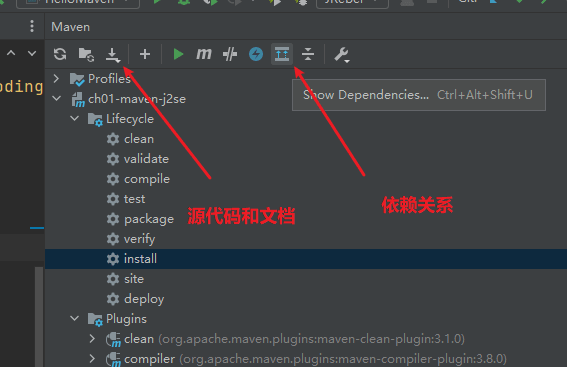 HelloMaven
JRebel
Maven
oding
Profiles
ch01-maven-j2se
Show Dependencies... Ctrl+Alt+Shift+U
Lifecycle
clean
validate
compile
test
依赖关系
package
源代码和文档
verify
install
site
deploy
Plugins
clean (org.apache.maven.plugins:maven-clean-plugin:3.1.0)
compiler (org.apache.maven.plugins:maven-compiler-plugin:3.8.0)